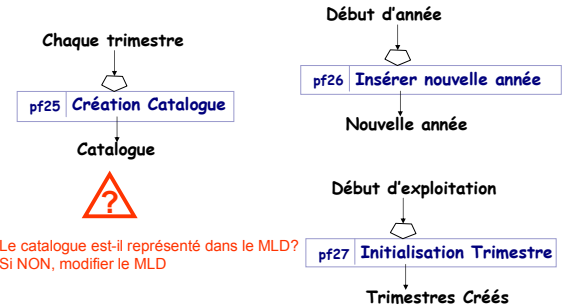 Chaque trimestre
pf25 Création Catalogue
Catalogue
?
Le catalogue est-il représenté dans le MLD?
Si NON, modifier le MLD
Début d'année
pf26 Insérer nouvelle année
Nouvelle année
Début d'exploitation
pf27 Initialisation Trimestre
Trimestres Créés